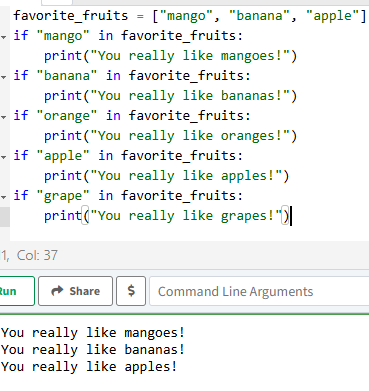 favorite_fruits = ["mango", "banana", "apple"]
if "mango" in favorite_fruits:
    print("You really like mangoes!")
if "banana" in favorite_fruits:
    print("You really like bananas!")
if "orange" in favorite_fruits:
    print("You really like oranges!")
if "apple" in favorite_fruits:
    print("You really like apples!")
if "grape" in favorite_fruits:
    print("You really like grapes!")
1, Col: 37
Run Share $ Command Line Arguments
You really like mangoes!
You really like bananas!
You really like apples!